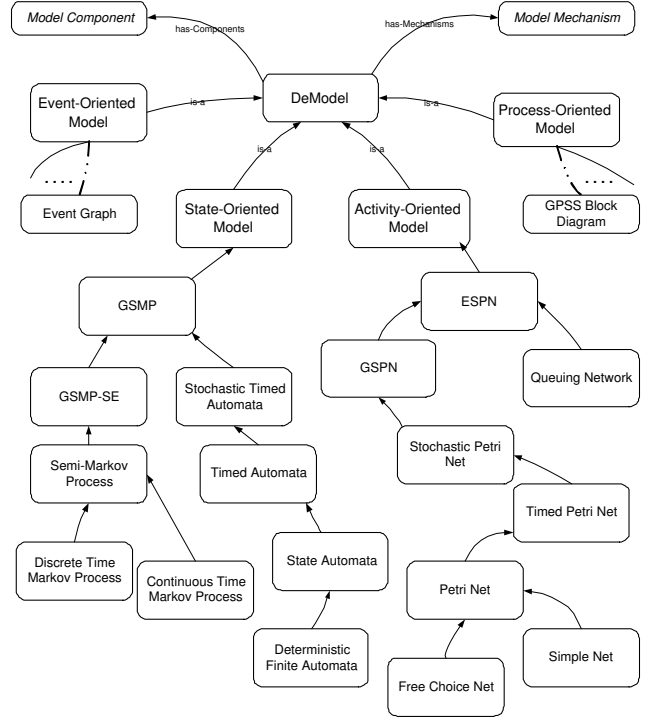 Model Component
Model Mechanism
has-Components
has-Mechanisms
DeModel
Event-Oriented
Model
is-a
is-a
Process-Oriented
Model
is-a
is-a
Event Graph
State-Oriented
Model
Activity-Oriented
Model
GPSS Block
Diagram
GSMP
ESPN
GSMP-SE
Stochastic Timed
Automata
GSPN
Queuing Network
Semi-Markov
Process
Timed Automata
Stochastic Petri
Net
Timed Petri Net
Discrete Time
Markov Process
Continuous Time
Markov Process
State Automata
Petri Net
Deterministic
Finite Automata
Free Choice Net
Simple Net